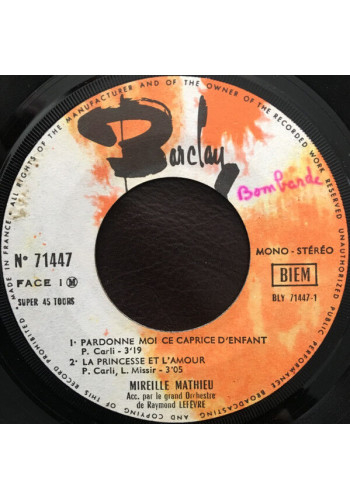 ALL RIGHTS OF THE MANUFACTURER AND OF THE OWNER OF THE RECORDED WORK RESERVED
UNAUTHORIZED PUBLIC PERFORMANCE BROADCASTING AND COPYING OF THIS RECORD PROHIBITED
MADE IN FRANCE
Barclay
Bombarde
N° 71447
FACE 1
SUPER 45 TOURS
MONO - STÉRÉO
BIEM
BLY 71447-1
1• PARDONNE MOI CE CAPRICE D'ENFANT
P. Carli - 3'19
2• LA PRINCESSE ET L'AMOUR
P. Carli, L. Missir - 3'05
MIREILLE MATHIEU
Acc. par le grand Orchestre
de Raymond LEFÈVRE